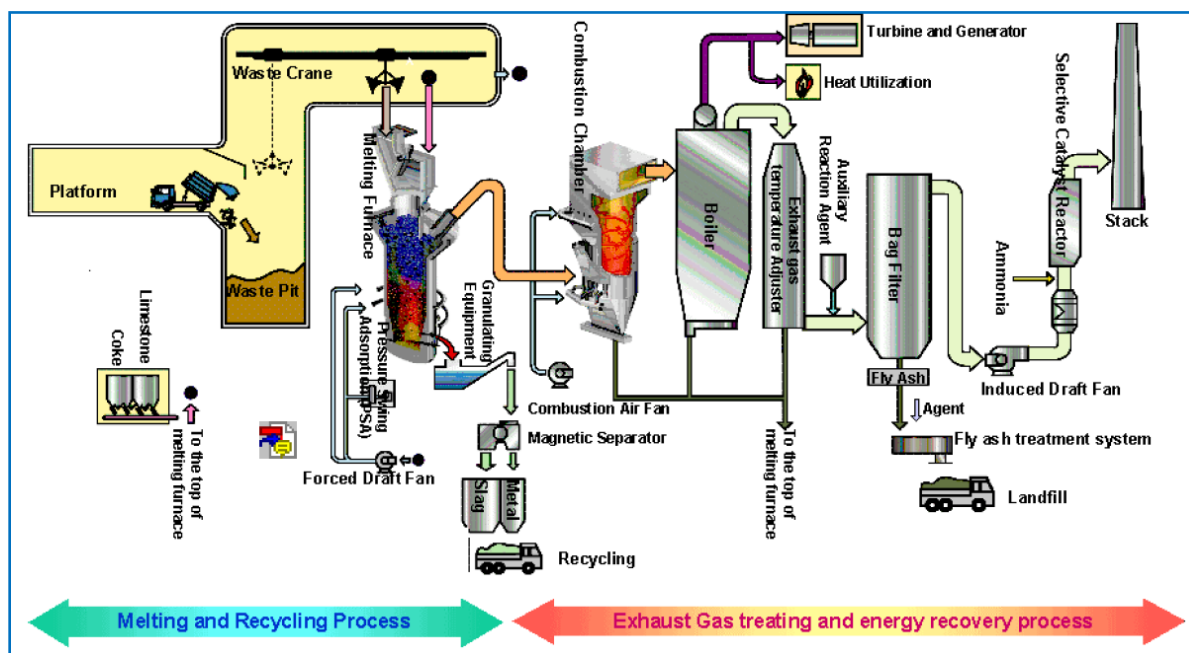 Waste Crane
Platform
Waste Pit
Limestone
Coke
To the top of
melting furnace
Melting Furnace
Pressure Swing
Adsorption(PSA)
Forced Draft Fan
Granulating
Equipment
Combustion Air Fan
Magnetic Separator
Slag
Metal
Recycling
Combustion Chamber
Boiler
Turbine and Generator
Heat Utilization
Exhaust gas
temperature Adjuster
Auxiliary
Reaction Agent
To the top of
melting furnace
Bag Filter
Fly Ash
Agent
Fly ash treatment system
Landfill
Induced Draft Fan
Ammonia
Selective Catalyst Reactor
Stack
Melting and Recycling Process
Exhaust Gas treating and energy recovery process